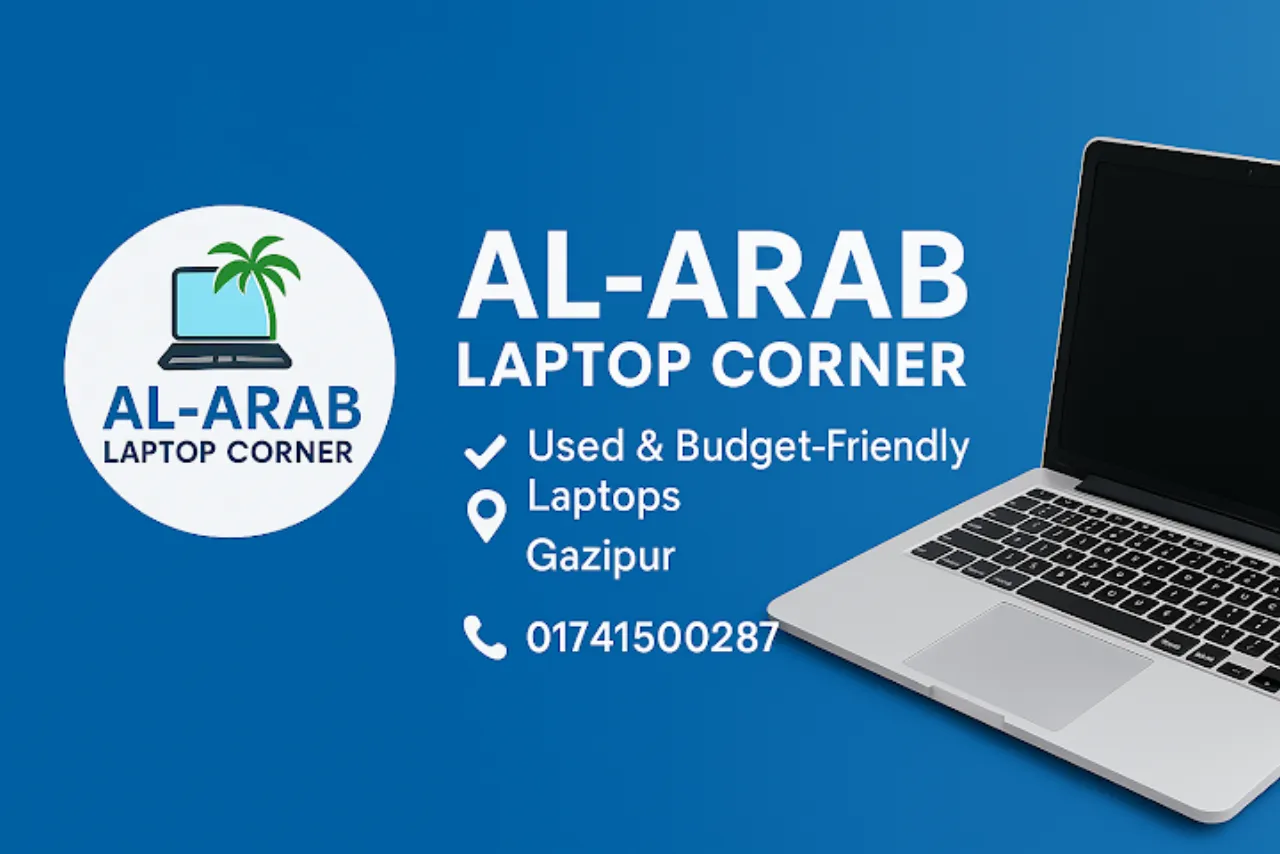 AL-ARAB
LAPTOP CORNER
AL-ARAB
LAPTOP CORNER
Used & Budget-Friendly
Laptops
Gazipur
01741500287